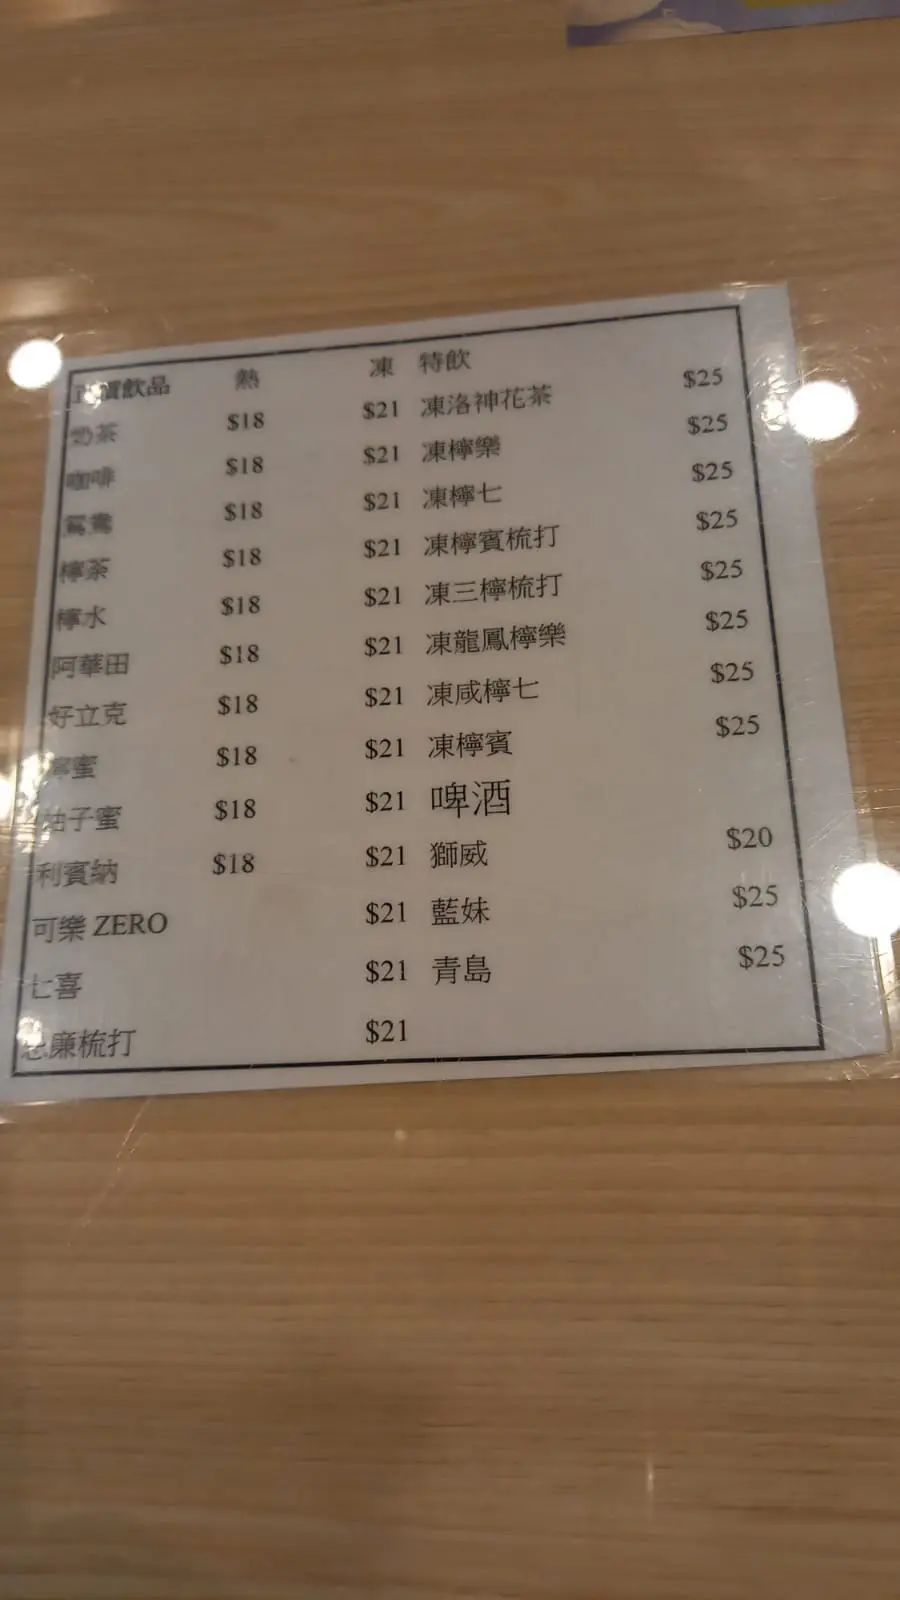 正價飲品 熱 凍 特飲
奶茶 $18 $21 凍洛神花茶 $25
咖啡 $18 $21 凍檸樂 $25
鴛鴦 $18 $21 凍檸七 $25
檸茶 $18 $21 凍檸賓梳打 $25
檸水 $18 $21 凍三檸梳打 $25
阿華田 $18 $21 凍龍鳳檸樂 $25
好立克 $18 $21 凍咸檸七 $25
檸蜜 $18 $21 凍檸賓 $25
柚子蜜 $18 $21 啤酒
利賓納 $18 $21 獅威 $20
可樂 ZERO $21 藍妹 $25
七喜 $21 青島 $25
忌廉梳打 $21